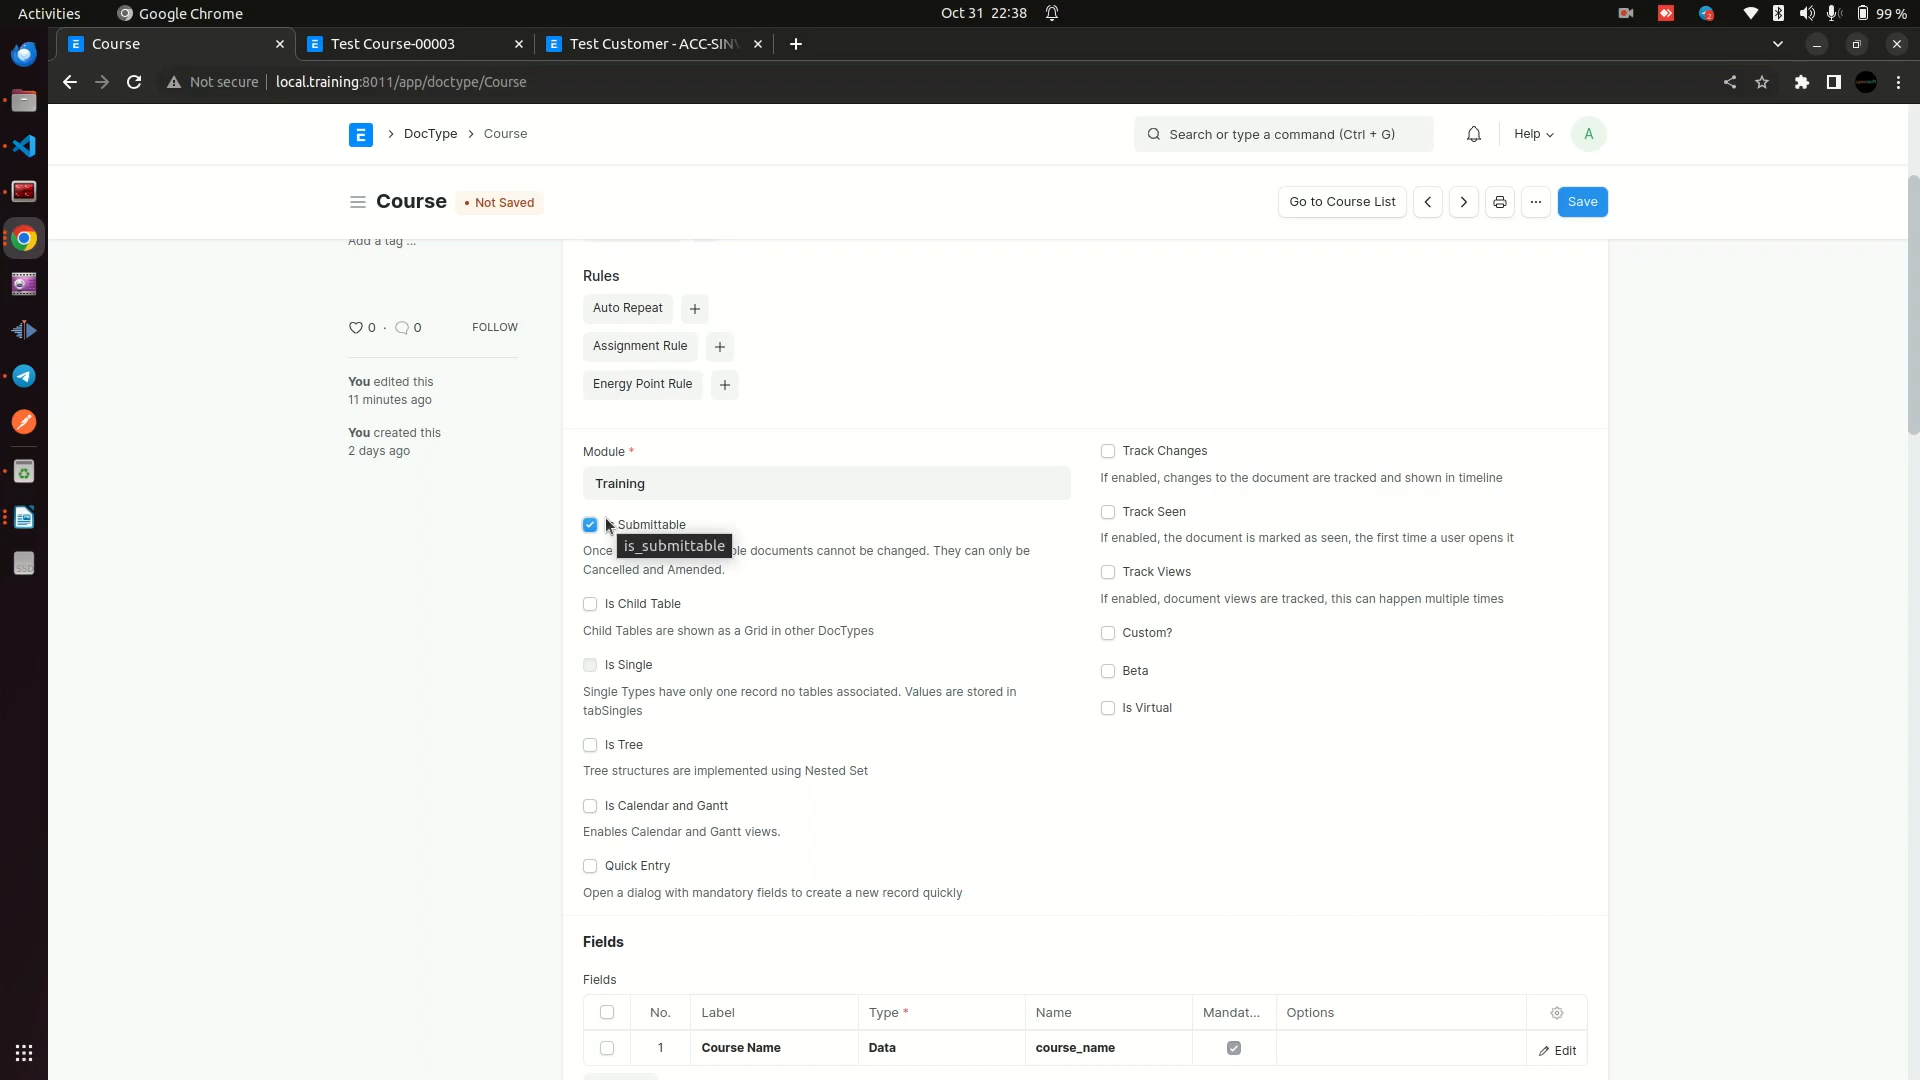 Activities
Google Chrome
Oct 31 22:38
99 %
Course
Test Course-00003
Test Customer - ACC-SINV
Not secure
local.training:8011/app/doctype/Course
DocType
Course
Search or type a command (Ctrl + G)
Help
A
Course
• Not Saved
Go to Course List
Save
Add a tag ...
0 · 0
FOLLOW
You edited this
11 minutes ago
You created this
2 days ago
Rules
Auto Repeat
Assignment Rule
Energy Point Rule
Module *
Training
Submittable
is_submittable
Once documents cannot be changed. They can only be
Cancelled and Amended.
Is Child Table
Child Tables are shown as a Grid in other DocTypes
Is Single
Single Types have only one record no tables associated. Values are stored in
tabSingles
Is Tree
Tree structures are implemented using Nested Set
Is Calendar and Gantt
Enables Calendar and Gantt views.
Quick Entry
Open a dialog with mandatory fields to create a new record quickly
Track Changes
If enabled, changes to the document are tracked and shown in timeline
Track Seen
If enabled, the document is marked as seen, the first time a user opens it
Track Views
If enabled, document views are tracked, this can happen multiple times
Custom?
Beta
Is Virtual
Fields
Fields
No. Label Type * Name Mandat... Options
1 Course Name Data course_name Edit